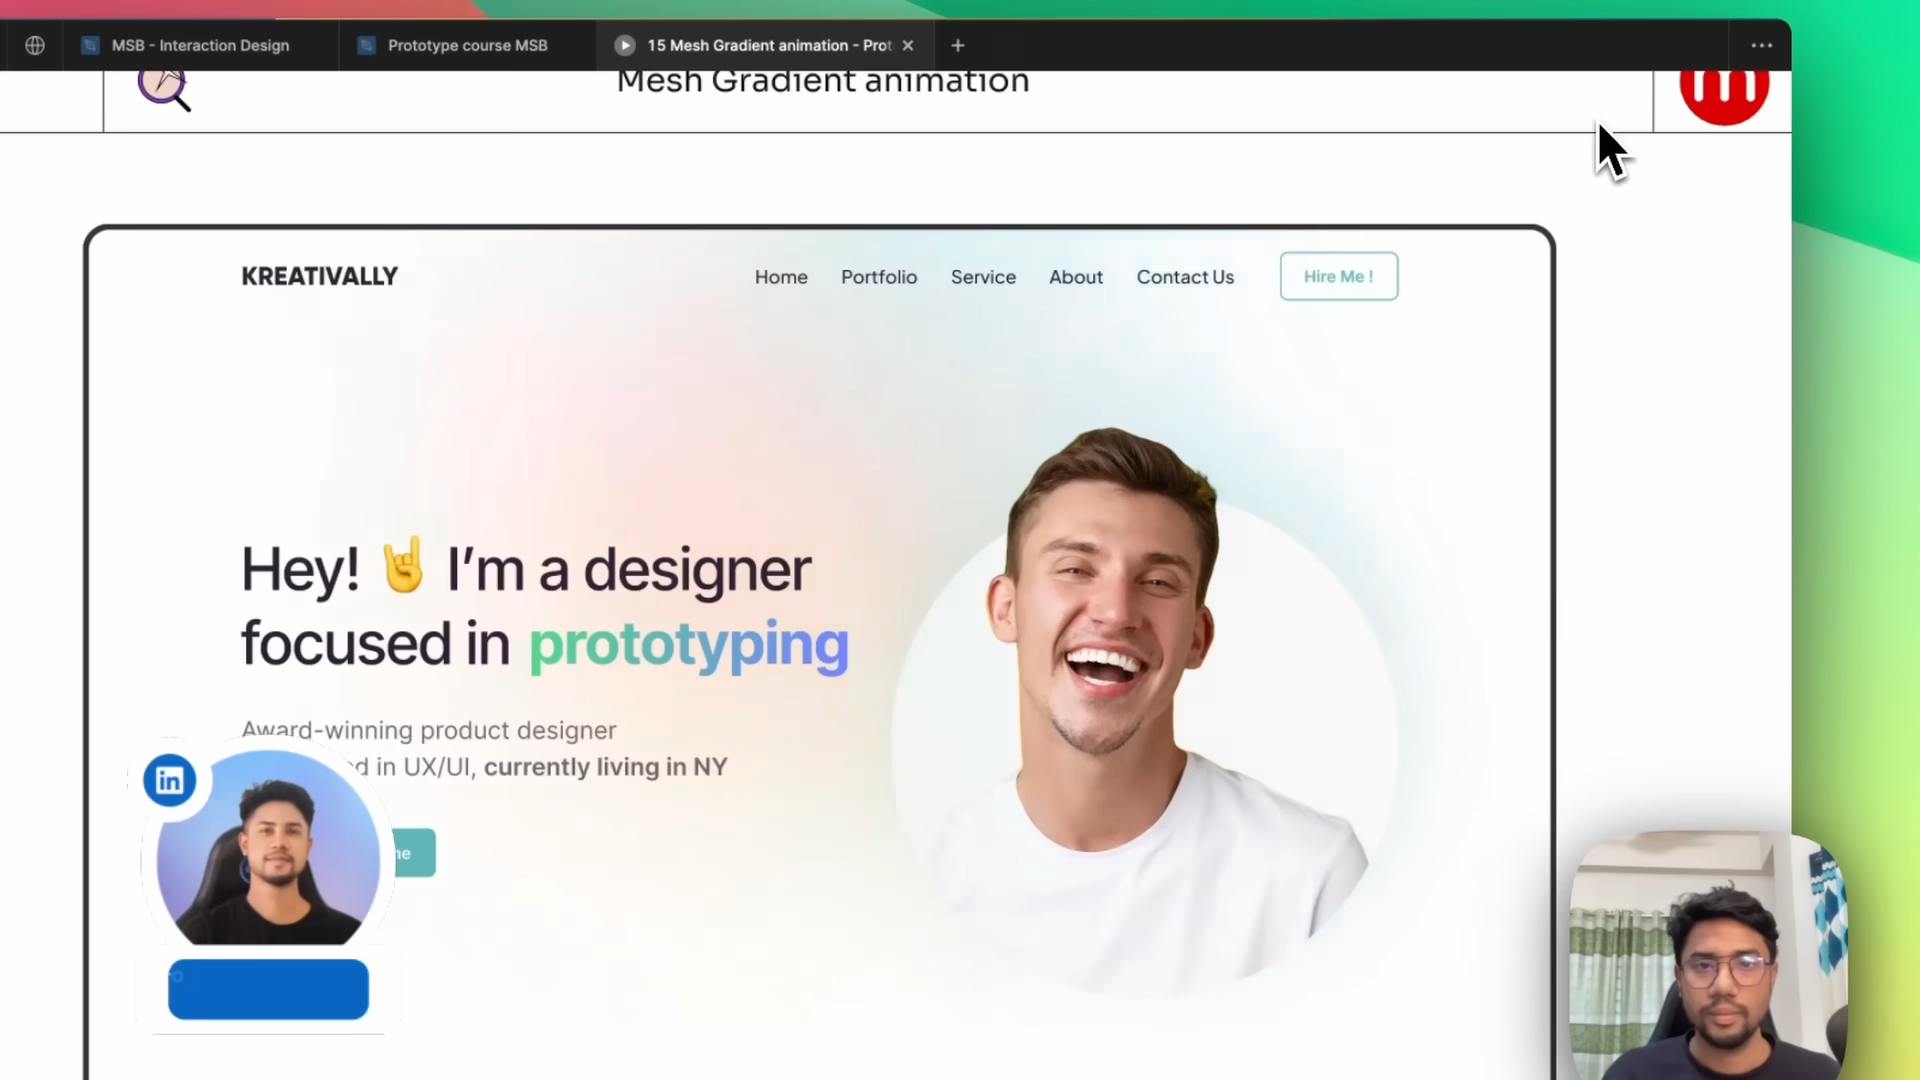 MSB - Interaction Design
Prototype course MSB
15 Mesh Gradient animation - Prot
Mesh Gradient animation
m
KREATIVALLY
Home
Portfolio
Service
About
Contact Us
Hire Me !
Hey! 🤘 I’m a designer
focused in prototyping
Award-winning product designer
d in UX/UI, currently living in NY
in